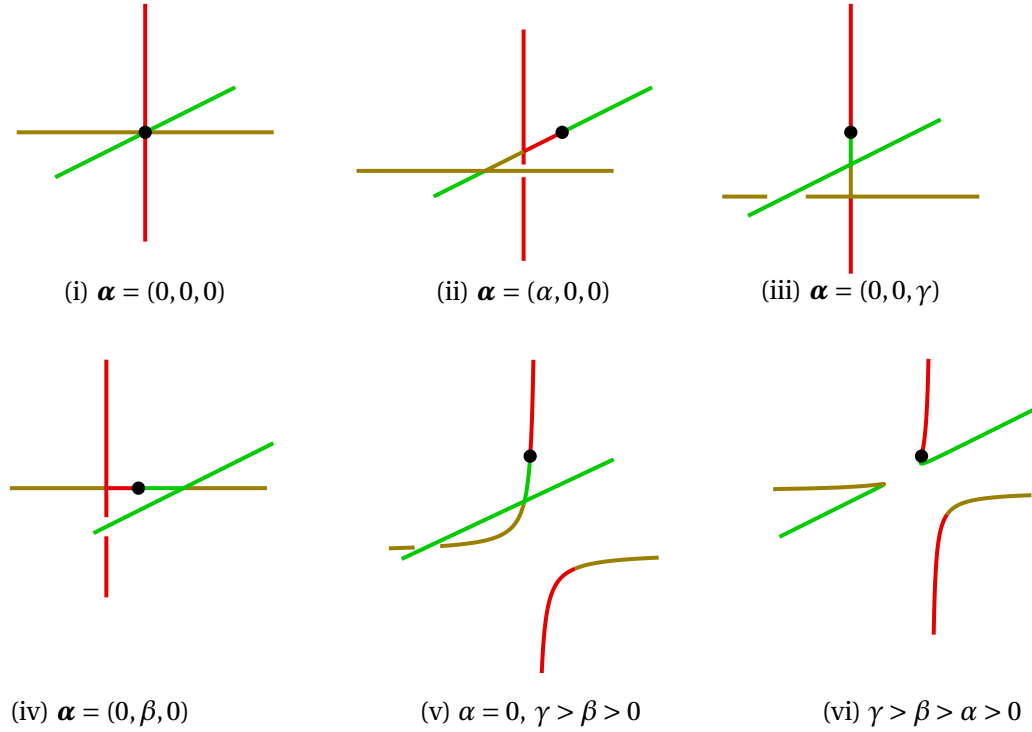 (i) 𝜶 = (0, 0, 0)
(ii) 𝜶 = (α, 0, 0)
(iii) 𝜶 = (0, 0, γ)
(iv) 𝜶 = (0, β, 0)
(v) α = 0, γ > β > 0
(vi) γ > β > α > 0